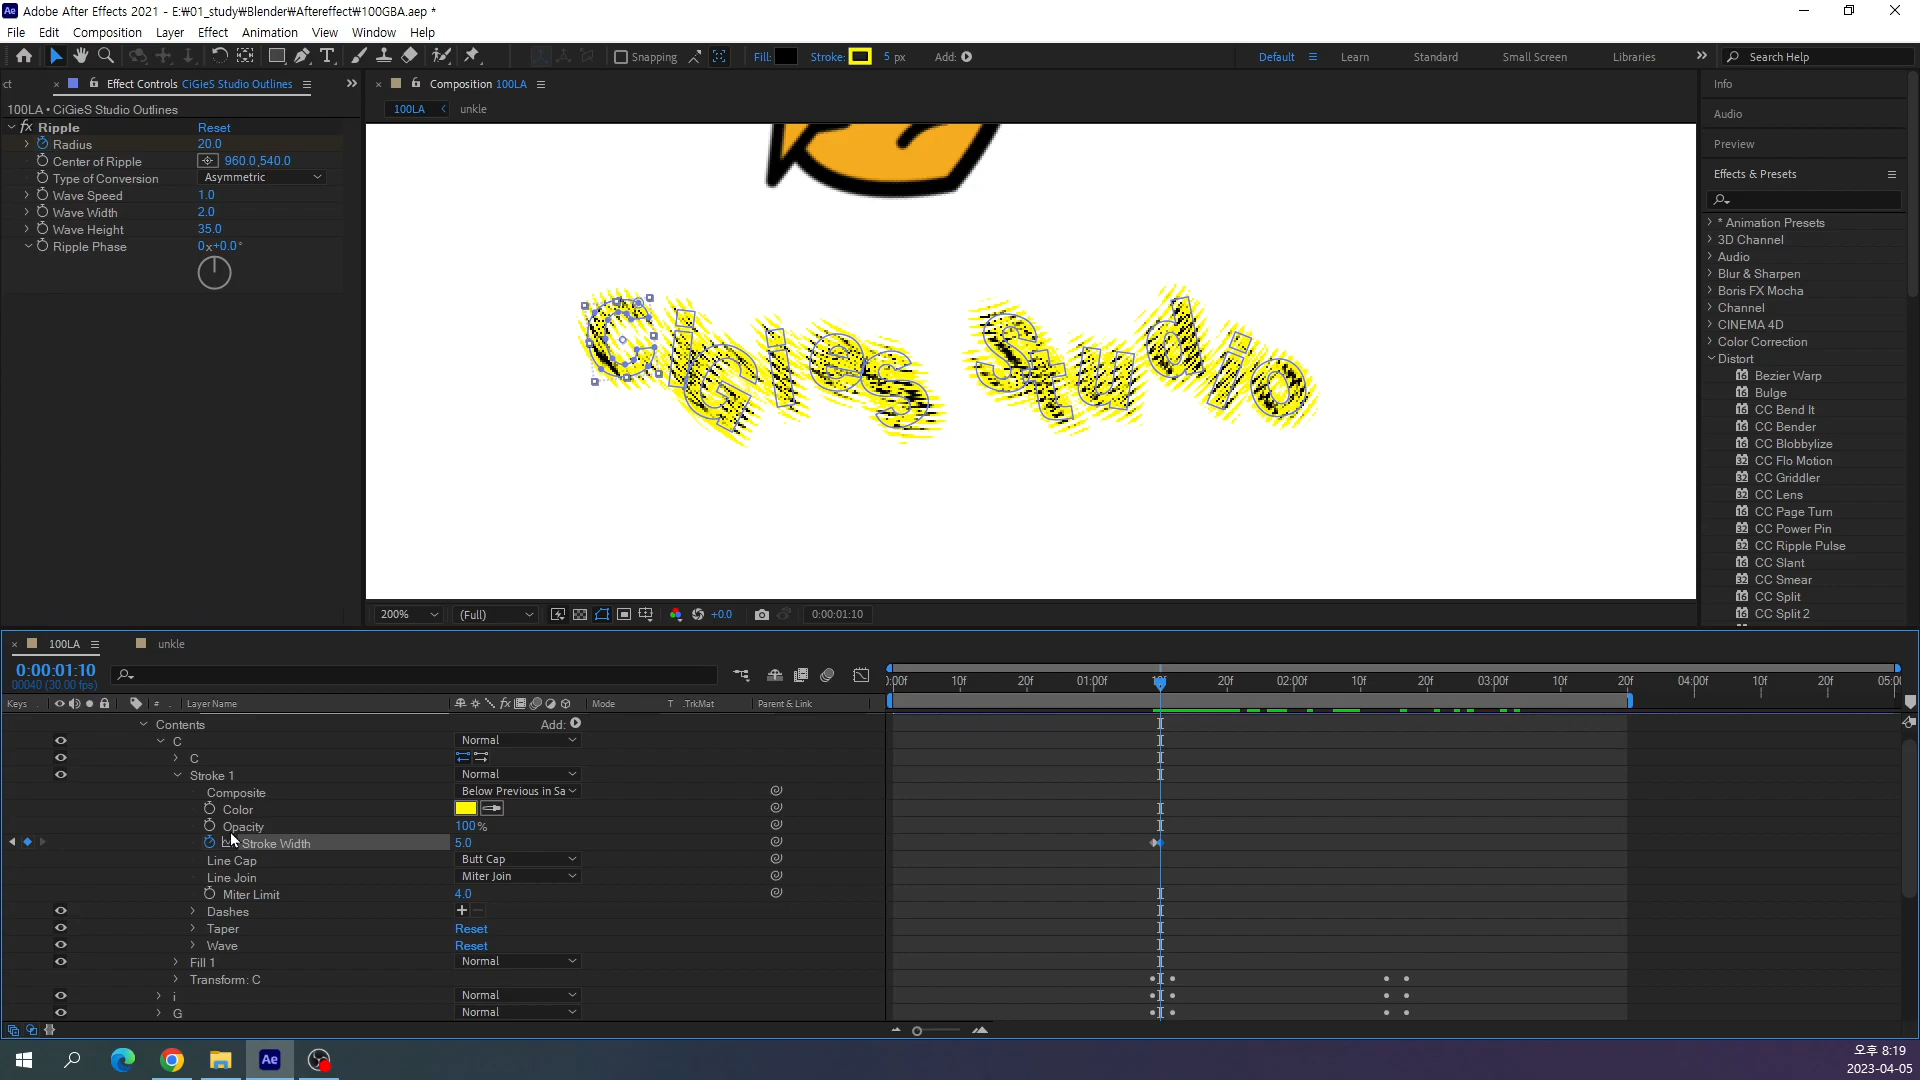 Adobe After Effects 2021 - E:₩01_study₩Blender₩Aftereffect₩100GBA.aep *
File Edit Composition Layer Effect Animation View Window Help
Snapping Fill: Stroke: 5 px Add: Default Learn Standard Small Screen Libraries Search Help
ct Effect Controls CiGieS Studio Outlines
100LA • CiGieS Studio Outlines
fx Ripple Reset
Radius 20.0
Center of Ripple 960.0,540.0
Type of Conversion Asymmetric
Wave Speed 1.0
Wave Width 2.0
Wave Height 35.0
Ripple Phase 0x+0.0°
Composition 100LA
100LA unkle
CiGies Studio
200% (Full) +0.0 0:00:01:10
Info
Audio
Preview
Effects & Presets
* Animation Presets
3D Channel
Audio
Blur & Sharpen
Boris FX Mocha
Channel
CINEMA 4D
Color Correction
Distort
Bezier Warp
Bulge
CC Bend It
CC Bender
CC Blobbylize
CC Flo Motion
CC Griddler
CC Lens
CC Page Turn
CC Power Pin
CC Ripple Pulse
CC Slant
CC Smear
CC Split
CC Split 2
100LA unkle
0:00:01:10
00040 (30.00 fps)
):00f 10f 20f 01:00f 20f 02:00f 10f 20f 03:00f 10f 20f 04:00f 10f 20f 05:0
Keys # Layer Name fx Mode T .TrkMat Parent & Link
Contents Add:
C Normal
C
Stroke 1 Normal
Composite Below Previous in Sa
Color
Opacity 100%
Stroke Width 5.0
Line Cap Butt Cap
Line Join Miter Join
Miter Limit 4.0
Dashes
Taper Reset
Wave Reset
Fill 1 Normal
Transform: C
i Normal
G Normal
Ae
오후 8:19
2023-04-05